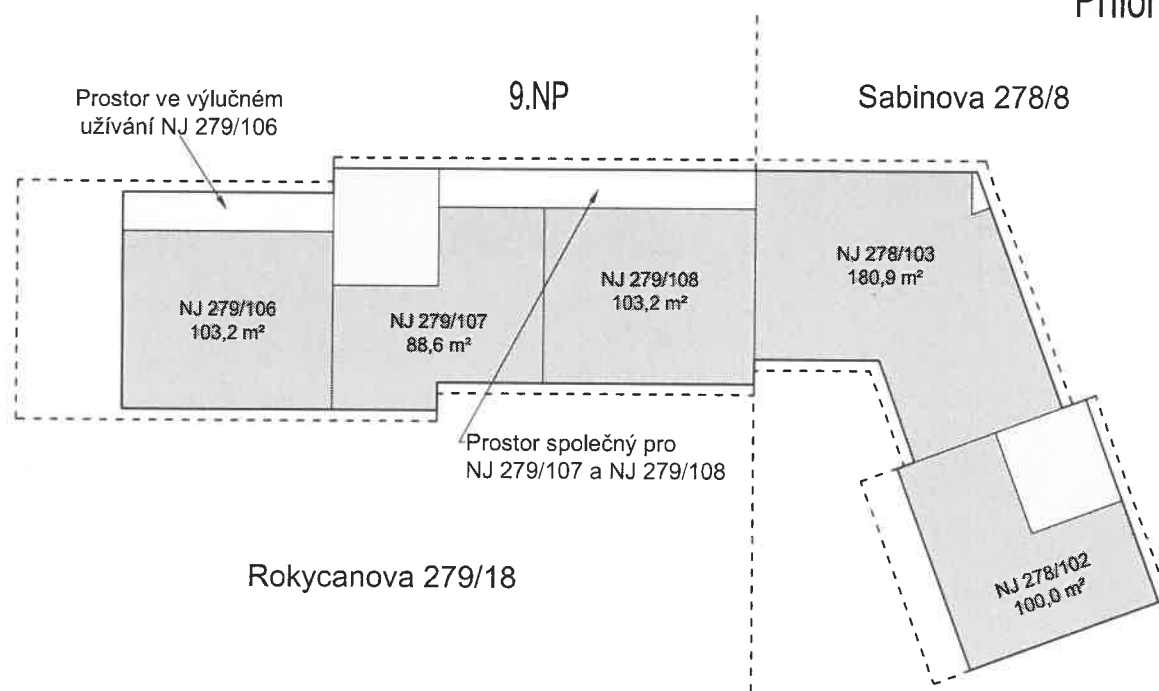 9.NP
Sabinova 278/8
Prostor ve výlučném
užívání NJ 279/106
NJ 279/106
103,2 m²
NJ 279/107
88,6 m²
NJ 279/108
103,2 m²
NJ 278/103
180,9 m²
Prostor společný pro
NJ 279/107 a NJ 279/108
Rokycanova 279/18
NJ 278/102
100,0 m²